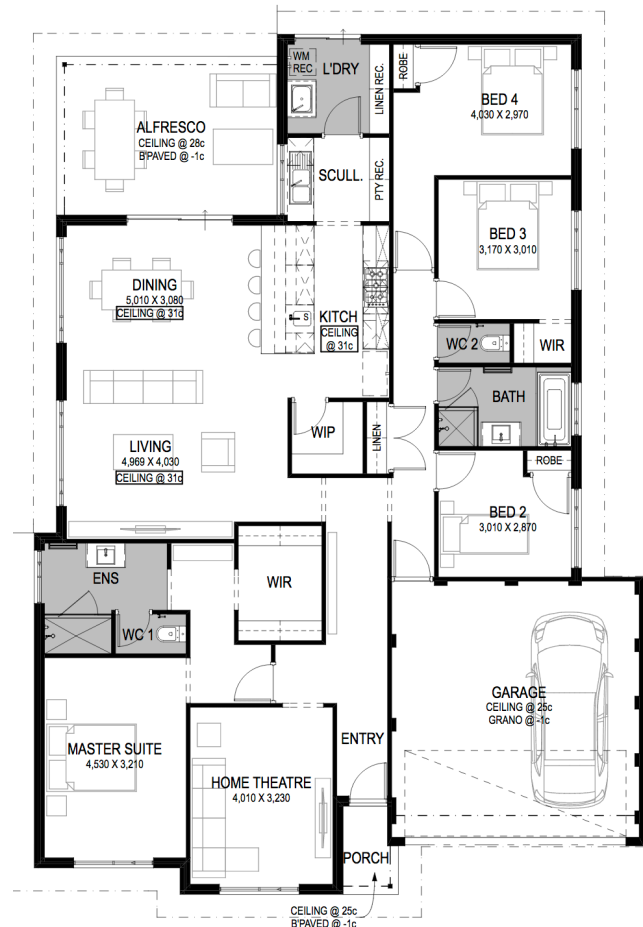 WM
REC
L'DRY
LINEN REC.
ROBE
BED 4
4,030 X 2,970
ALFRESCO
CEILING @ 28c
B'PAVED @ -1c
SCULL.
PTY REC.
BED 3
3,170 X 3,010
DINING
5,010 X 3,080
CEILING @ 31c
S
KITCH
CEILING
@ 31c
WC 2
WIR
BATH
WIP
LINEN
LIVING
4,969 X 4,030
CEILING @ 31c
ROBE
BED 2
3,010 X 2,870
ENS
WIR
WC 1
GARAGE
CEILING @ 25c
GRANO @ -1c
MASTER SUITE
4,530 X 3,210
ENTRY
HOME THEATRE
4,010 X 3,230
PORCH
CEILING @ 25c
B'PAVED @ -1c